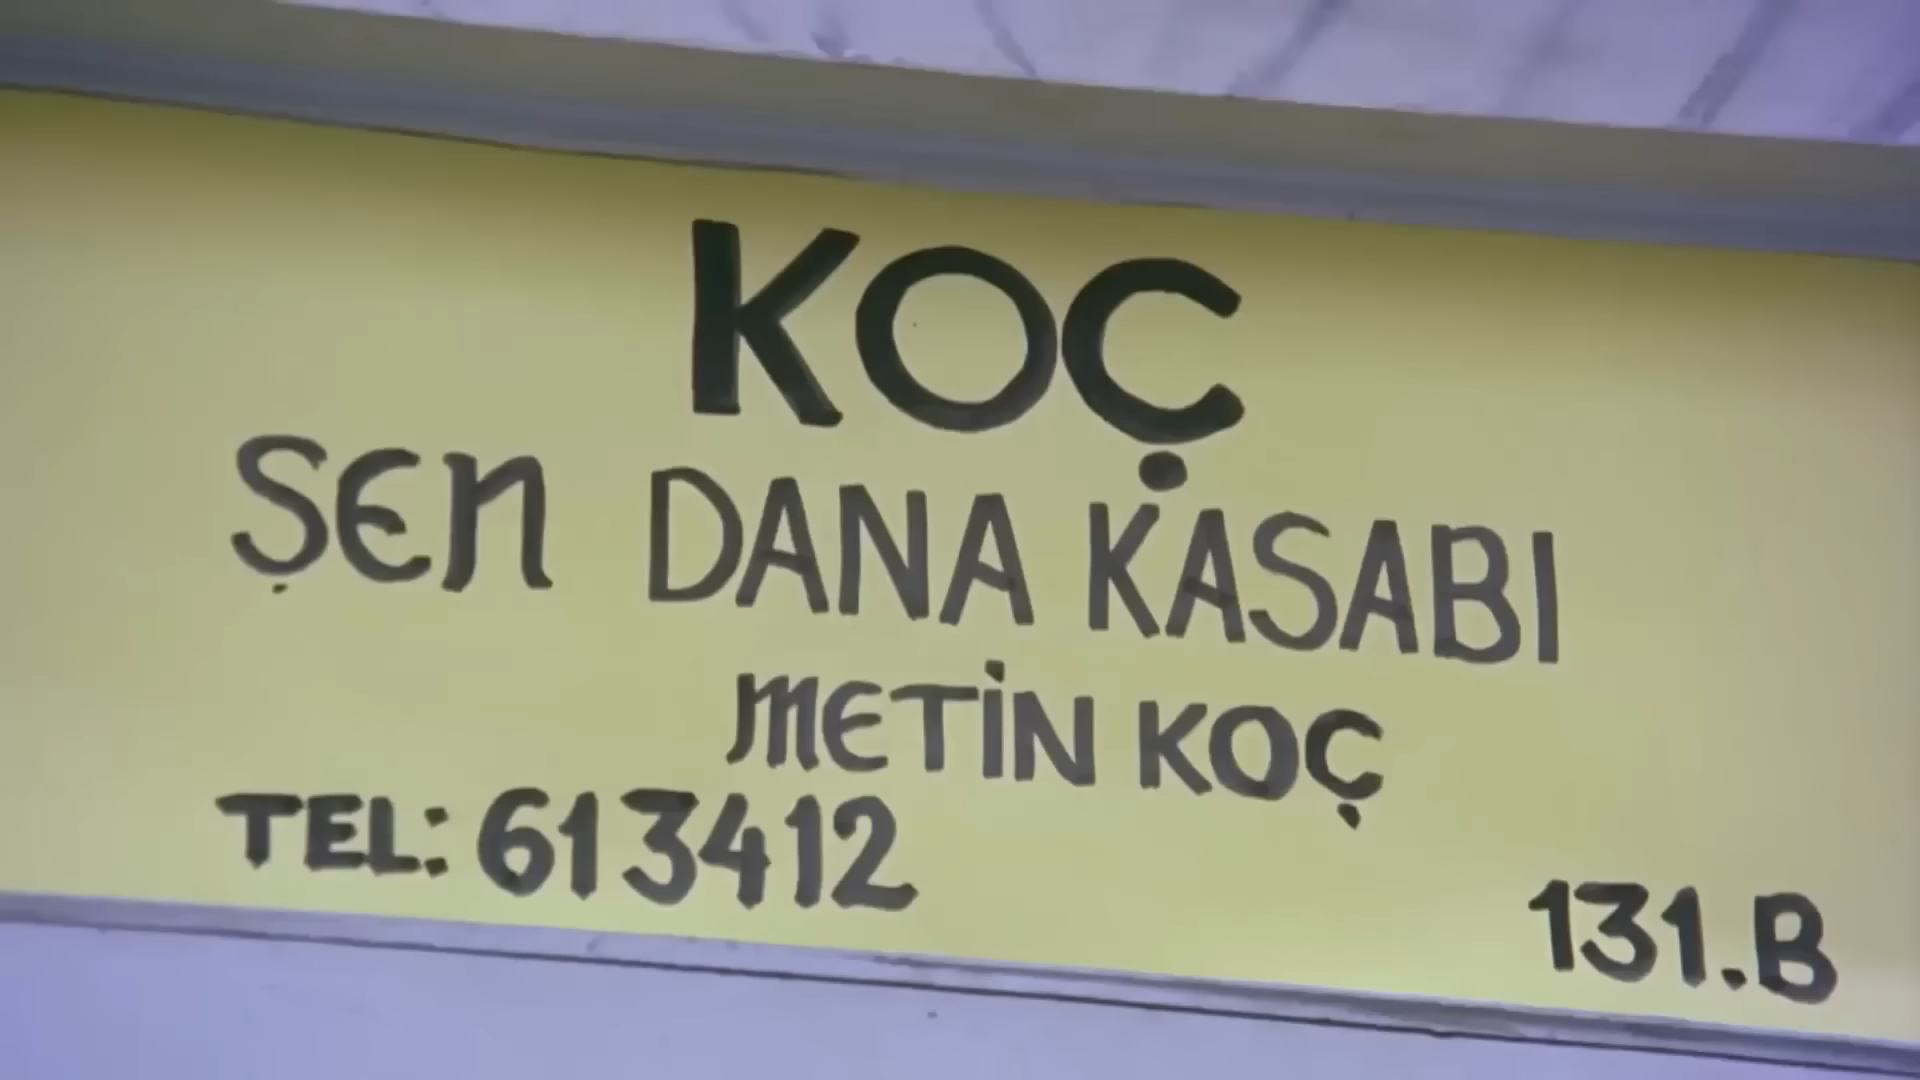 KOÇ
ŞEN DANA KASABI
METİN KOÇ
TEL: 613412
131.B